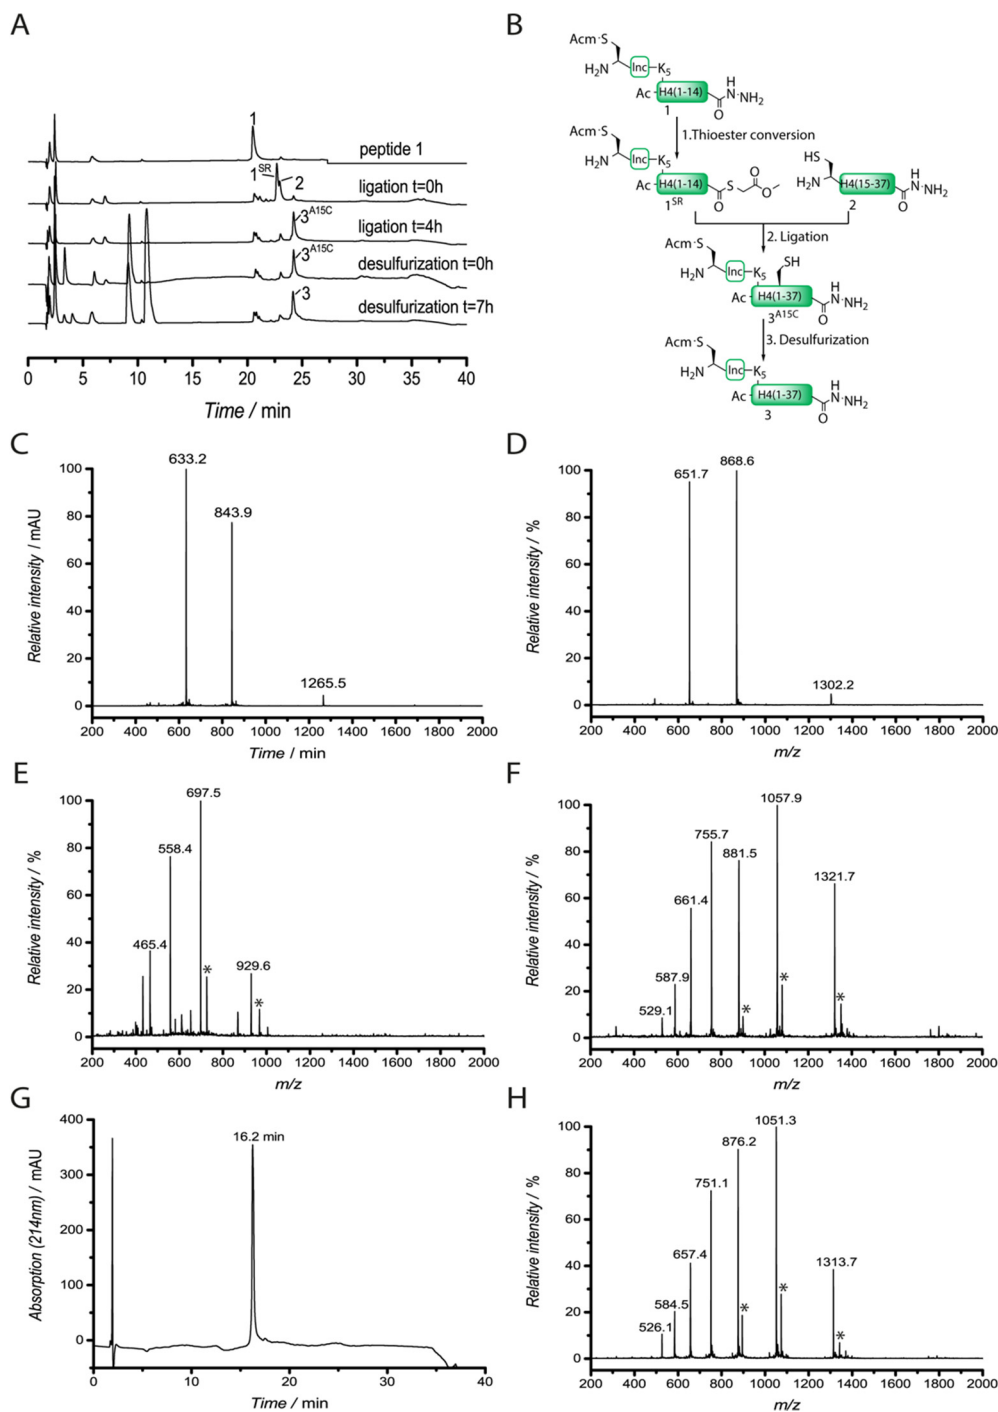 A
1
peptide 1
1SR
2
ligation t=0h
3A15C
ligation t=4h
3A15C
desulfurization t=0h
3
desulfurization t=7h
0 5 10 15 20 25 30 35 40
Time / min
B
Acm·S
H2N Inc K5
Ac H4(1-14) N NH2
H
O
1
1.Thioester conversion
Acm·S
H2N Inc K5
Ac H4(1-14) S O
O O
1SR
HS
H2N H4(15-37) N NH2
H
O
2
2. Ligation
Acm·S
SH
H2N Inc K5
Ac H4(1-37) N NH2
H
O
3A15C
3. Desulfurization
Acm·S
H2N Inc K5
Ac H4(1-37) N NH2
H
O
3
C
Relative intensity / mAU
100
80
60
40
20
0
633.2
843.9
1265.5
200 400 600 800 1000 1200 1400 1600 1800 2000
Time / min
D
Relative intensity / %
100
80
60
40
20
0
651.7
868.6
1302.2
200 400 600 800 1000 1200 1400 1600 1800 2000
m/z
E
Relative intensity / %
100
80
60
40
20
0
697.5
558.4
465.4
*
929.6
*
200 400 600 800 1000 1200 1400 1600 1800 2000
m/z
F
Relative intensity / %
100
80
60
40
20
0
1057.9
755.7
881.5
1321.7
661.4
587.9
529.1
*
*
*
200 400 600 800 1000 1200 1400 1600 1800 2000
m/z
G
Absorption (214nm) / mAU
400
300
200
100
0
16.2 min
0 10 20 30 40
Time / min
H
Relative intensity / %
100
80
60
40
20
0
1051.3
876.2
751.1
657.4
1313.7
584.5
526.1
*
*
*
200 400 600 800 1000 1200 1400 1600 1800 2000
m/z